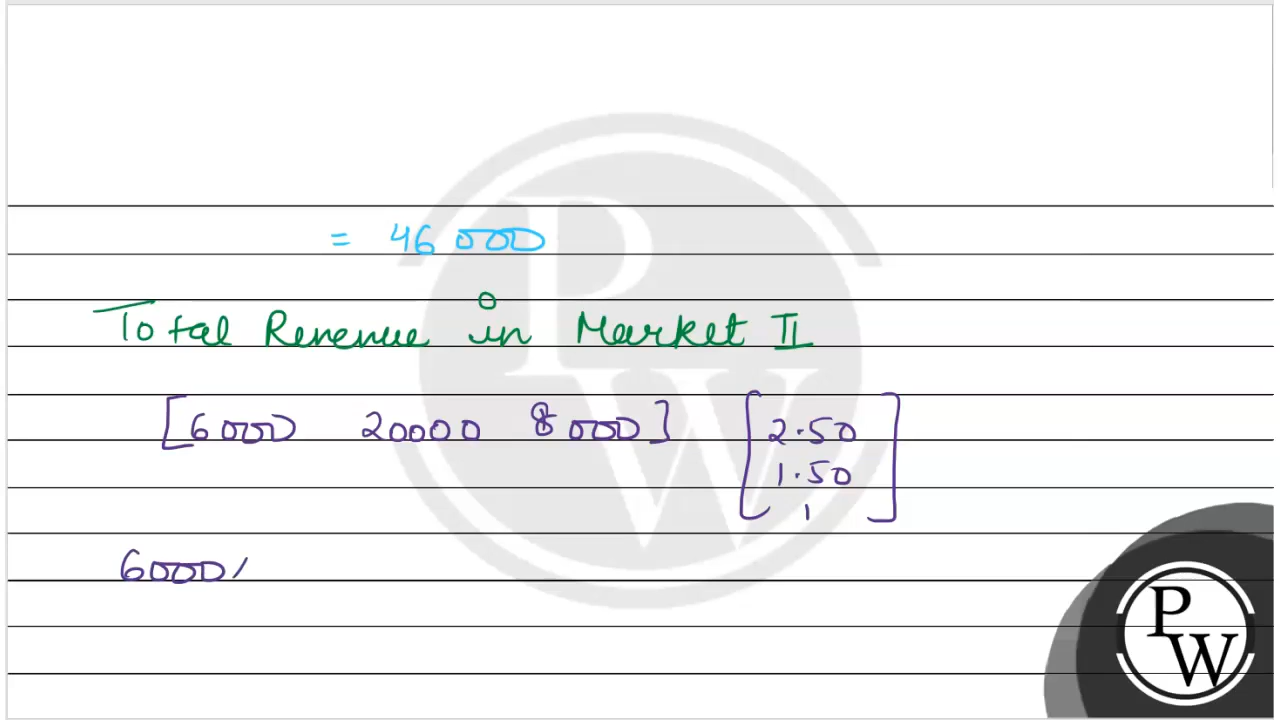 = 46000
Total Revenue in Market II
[6000 20000 8000] [2.50
1.50
1]
6000
P
W
P
W